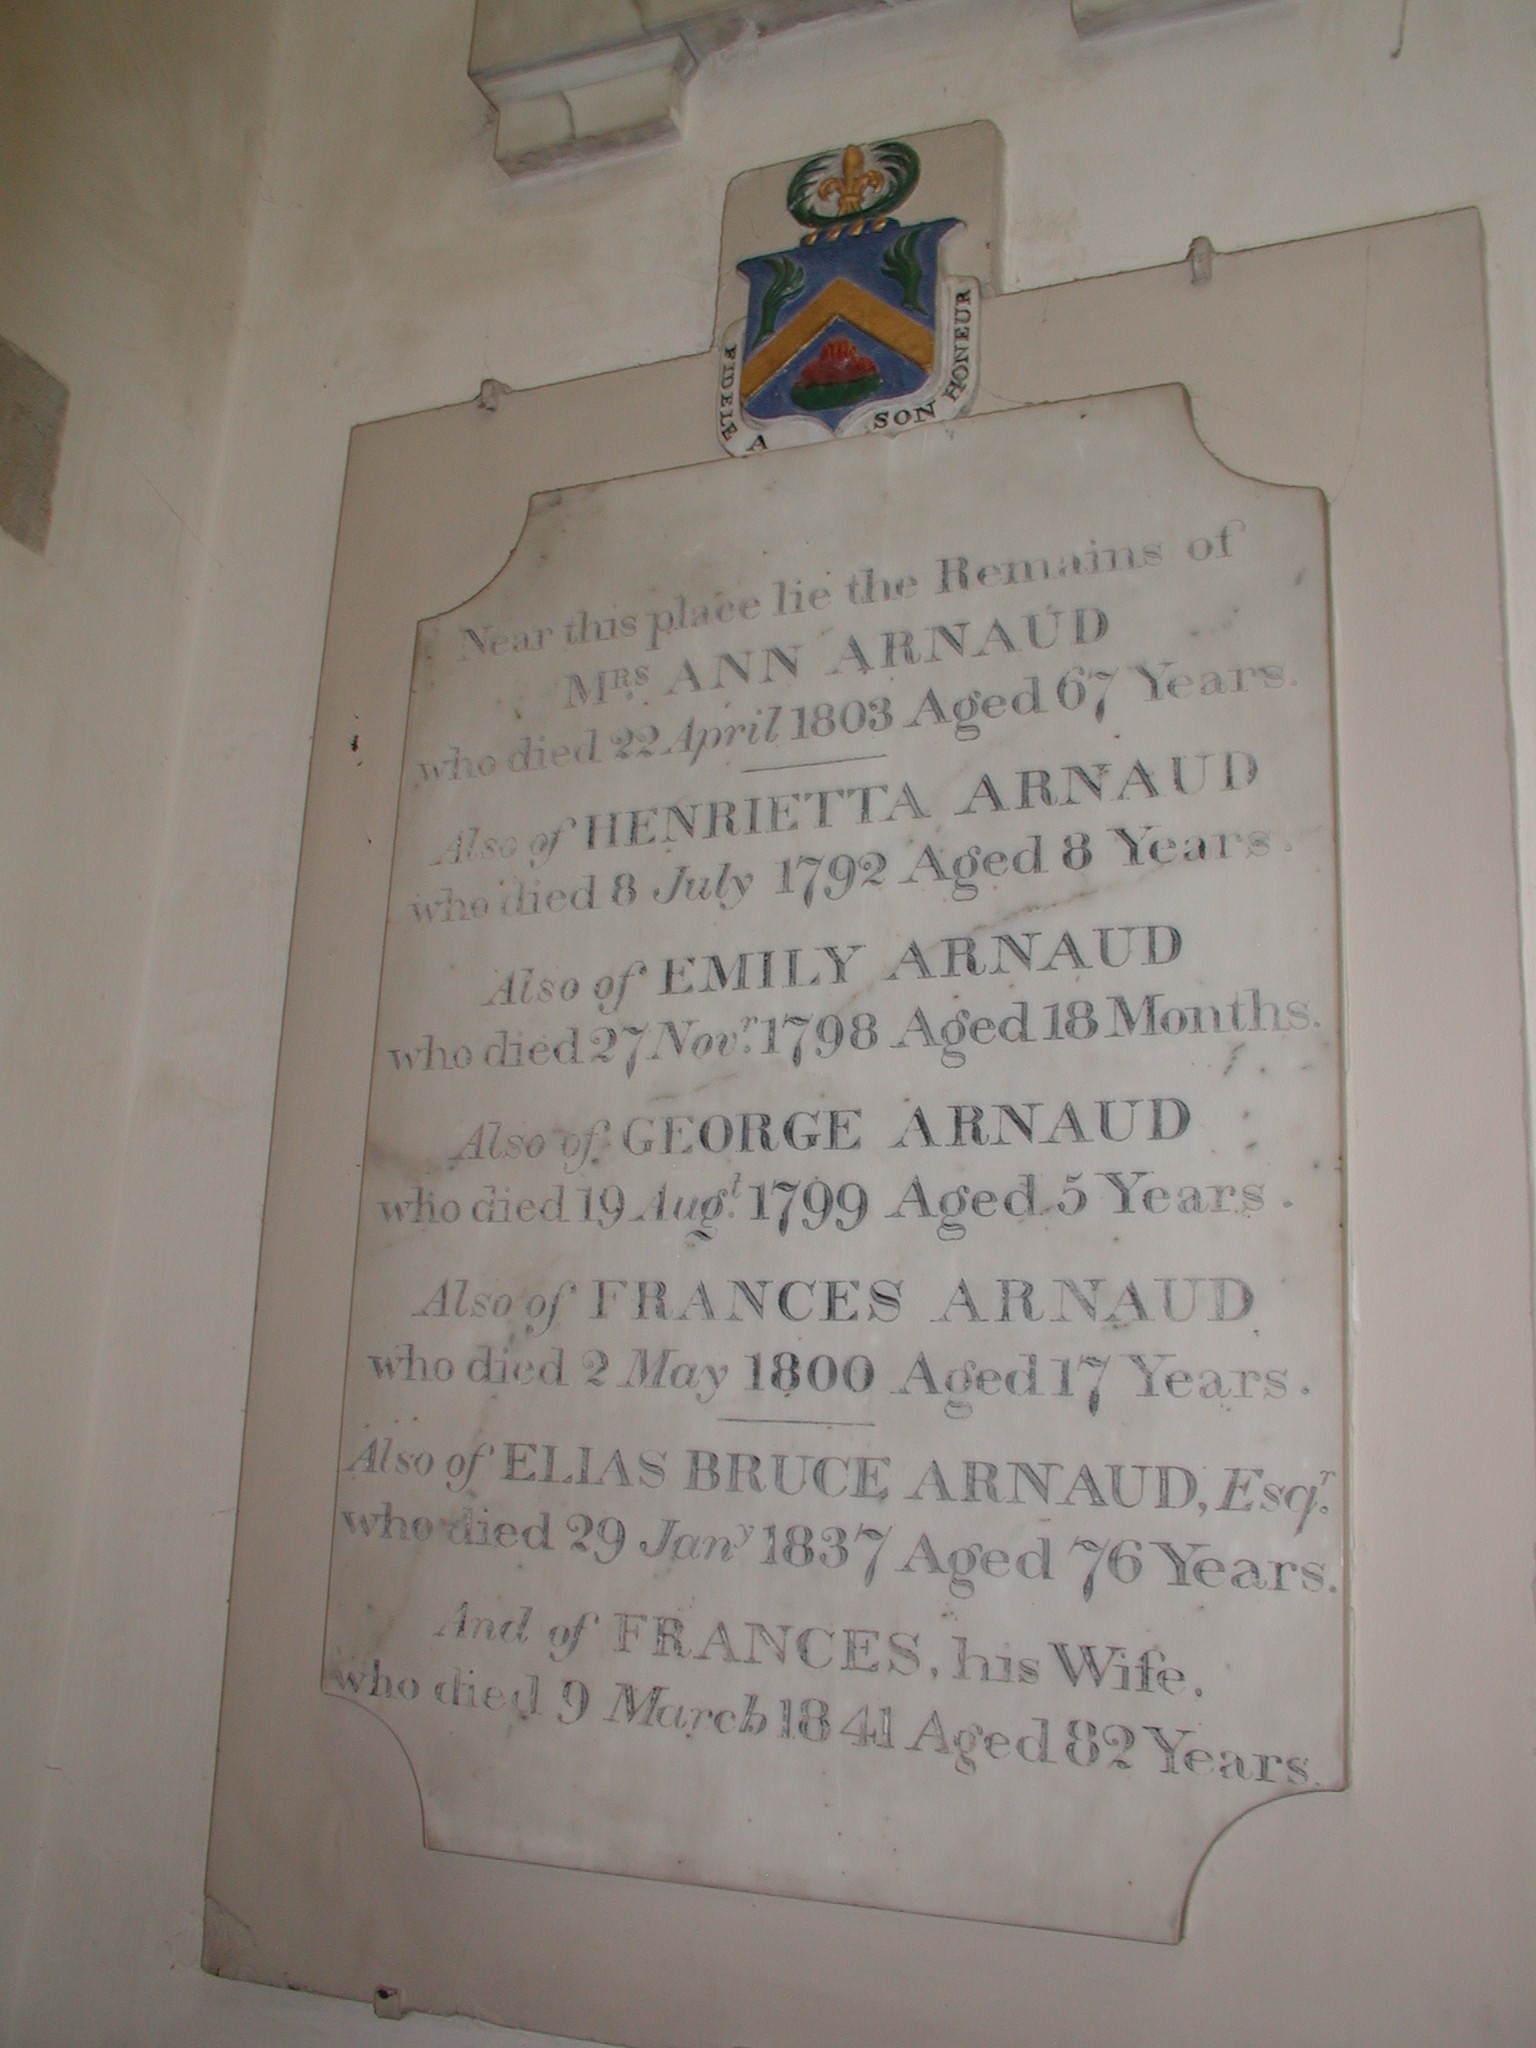 FIDELE A SON HONEUR
Near this place lie the Remains of
Mrs. ANN ARNAUD
who died 22 April 1803 Aged 67 Years.
Also of HENRIETTA ARNAUD
who died 8 July 1792 Aged 8 Years.
Also of EMILY ARNAUD
who died 27 Novr. 1798 Aged 18 Months.
Also of GEORGE ARNAUD
who died 19 Augt. 1799 Aged 5 Years.
Also of FRANCES ARNAUD
who died 2 May 1800 Aged 17 Years.
Also of ELIAS BRUCE ARNAUD, Esqr.
who died 29 Jany 1837 Aged 76 Years.
And of FRANCES, his Wife.
who died 9 March 1841 Aged 82 Years.